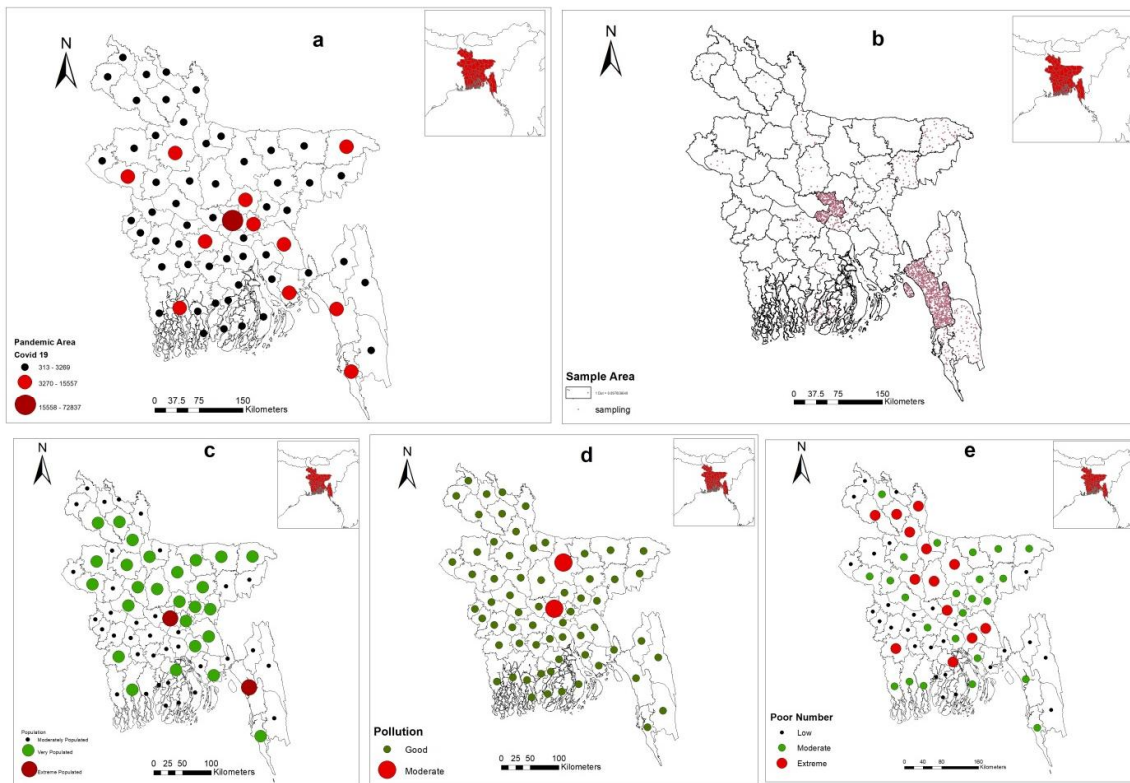 a
N
Pandemic Area
Covid 19
313 - 3269
3270 - 15557
15558 - 72837
0 37.5 75 150
Kilometers
b
N
Sample Area
sampling
0 37.5 75 150
Kilometers
c
N
Population
Moderately Populated
Very Populated
Extreme Populated
0 25 50 100
Kilometers
d
N
Pollution
Good
Moderate
0 25 50 100
Kilometers
e
N
Poor Number
Low
Moderate
Extreme
Kilometers